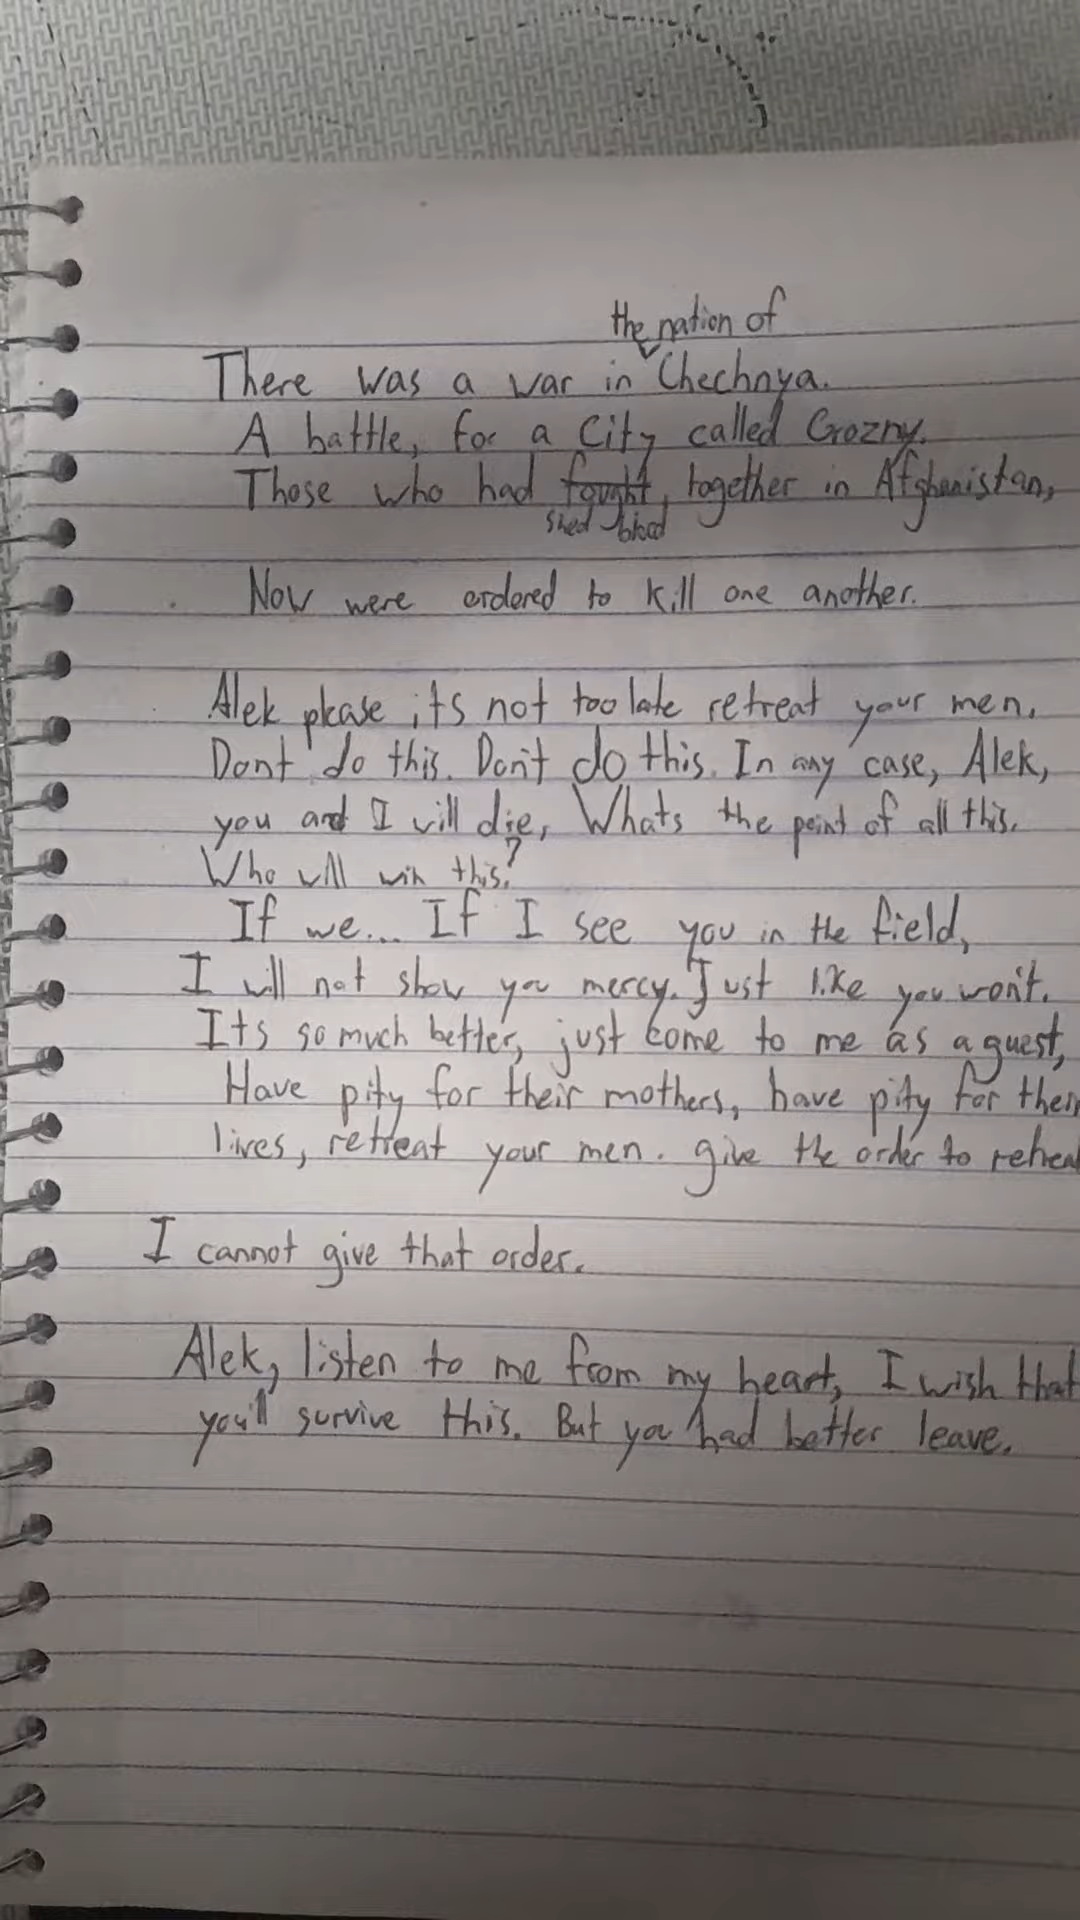 the nation of
There was a war in Chechnya.
A battle, for a City called Grozny.
Those who had fought, together in Afghanistan,
shed blood
Now were ordered to kill one another.
Alek please its not too late retreat your men.
Dont do this. Don't do this. In any case, Alek,
you and I will die, Whats the point of all this.
Who will win this?
If we... If I see you in the field,
I will not show you mercy. Just like you won't.
Its so much better, just come to me as a guest,
Have pity for their mothers, have pity for their
lives, retreat your men. give the order to retreat
I cannot give that order.
Alek, listen to me from my heart, I wish that
you'll survive this. But you had better leave.